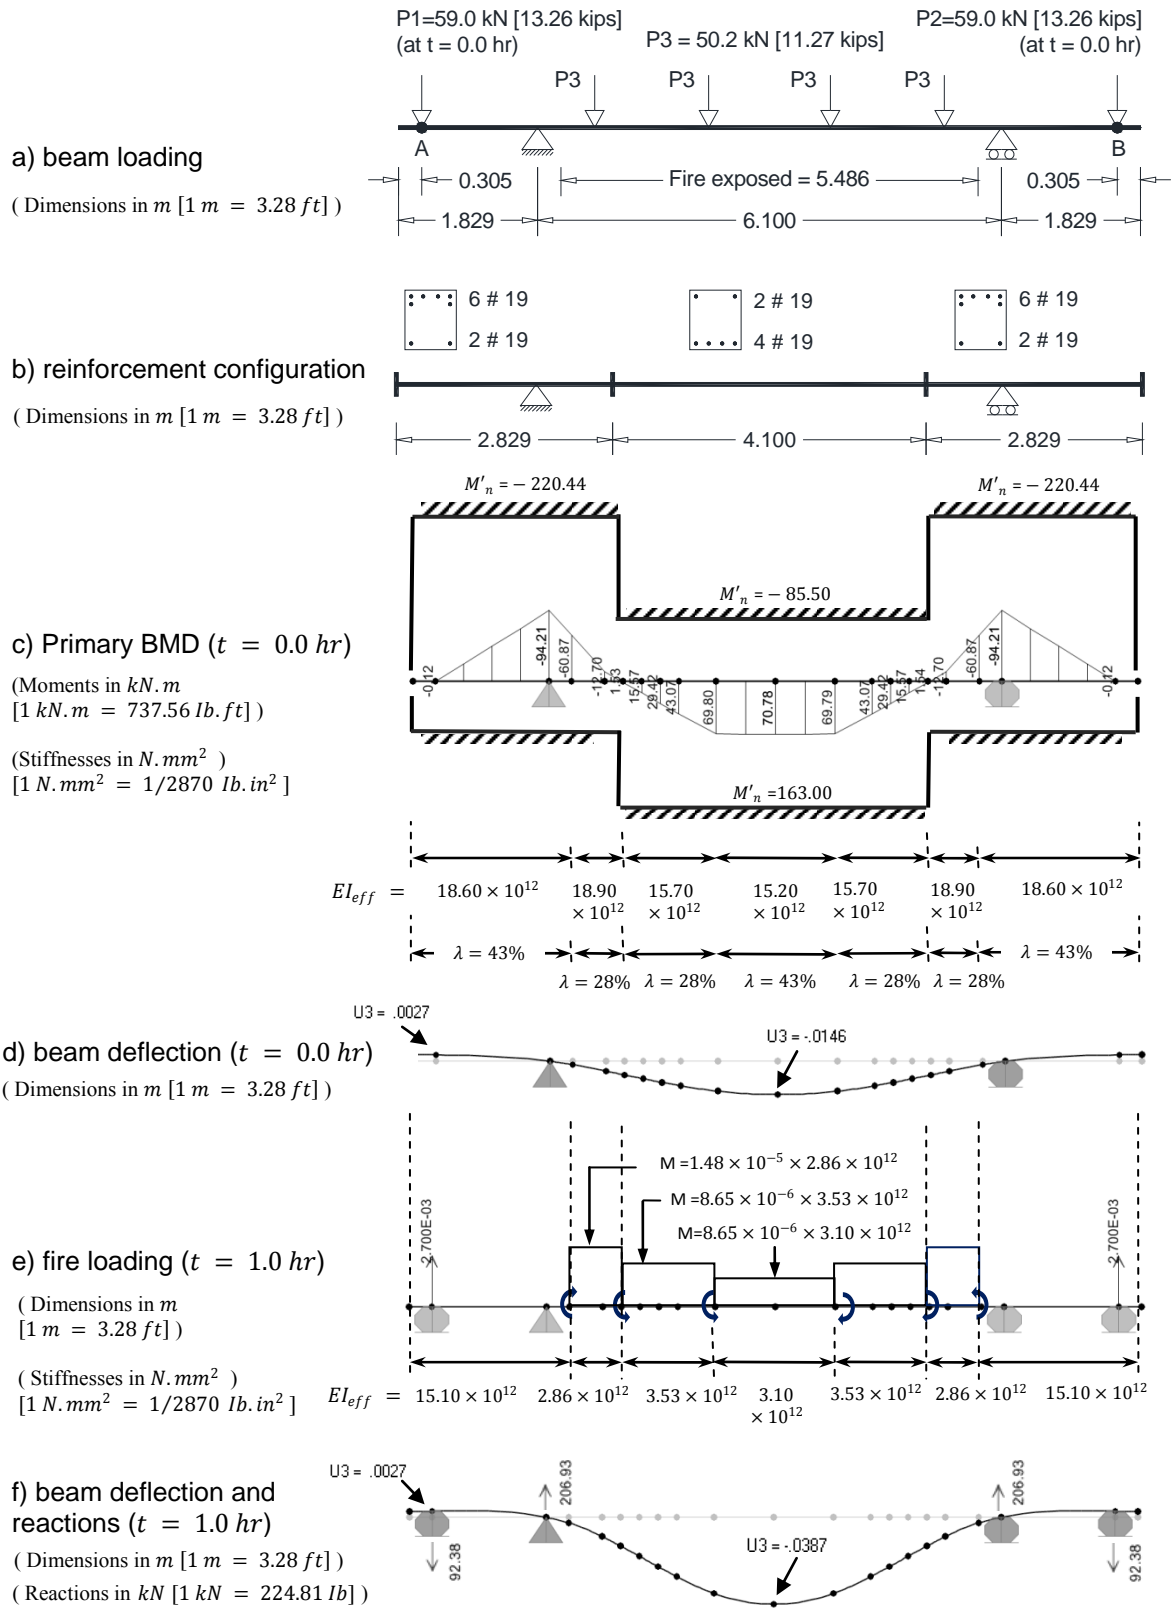 P1=59.0 kN [13.26 kips]
(at t = 0.0 hr)
P3 = 50.2 kN [11.27 kips]
P2=59.0 kN [13.26 kips]
(at t = 0.0 hr)
P3 P3 P3 P3
A B
a) beam loading
( Dimensions in m [1 m = 3.28 ft] )
0.305 Fire exposed = 5.486 0.305
1.829 6.100 1.829
6 # 19 2 # 19 6 # 19
2 # 19 4 # 19 2 # 19
b) reinforcement configuration
( Dimensions in m [1 m = 3.28 ft] )
2.829 4.100 2.829
M'n = − 220.44 M'n = − 220.44
M'n = − 85.50
c) Primary BMD (t = 0.0 hr)
(Moments in kN.m
[1 kN.m = 737.56 Ib.ft] )
(Stiffnesses in N.mm² )
[1 N.mm² = 1/2870 Ib.in² ]
-0.12 -94.21 -60.87 -12.70 1.53 15.57 29.42 43.07 69.80 70.78 69.79 43.07 29.42 15.57 1.54 -12.70 -60.87 -94.21 -0.12
M'n =163.00
EIeff = 18.60 × 10¹² 18.90 × 10¹² 15.70 × 10¹² 15.20 × 10¹² 15.70 × 10¹² 18.90 × 10¹² 18.60 × 10¹²
λ = 43% λ = 43%
λ = 28% λ = 28% λ = 43% λ = 28% λ = 28%
U3 = .0027
U3 = -.0146
d) beam deflection (t = 0.0 hr)
( Dimensions in m [1 m = 3.28 ft] )
M =1.48 × 10⁻⁵ × 2.86 × 10¹²
M =8.65 × 10⁻⁶ × 3.53 × 10¹²
M=8.65 × 10⁻⁶ × 3.10 × 10¹²
2.700E-03 2.700E-03
e) fire loading (t = 1.0 hr)
( Dimensions in m
[1 m = 3.28 ft] )
( Stiffnesses in N.mm² )
[1 N.mm² = 1/2870 Ib.in² ]
EIeff = 15.10 × 10¹² 2.86 × 10¹² 3.53 × 10¹² 3.10 × 10¹² 3.53 × 10¹² 2.86 × 10¹² 15.10 × 10¹²
U3 = .0027
206.93 206.93
f) beam deflection and
reactions (t = 1.0 hr)
U3 = -.0387
92.38 92.38
( Dimensions in m [1 m = 3.28 ft] )
( Reactions in kN [1 kN = 224.81 Ib] )